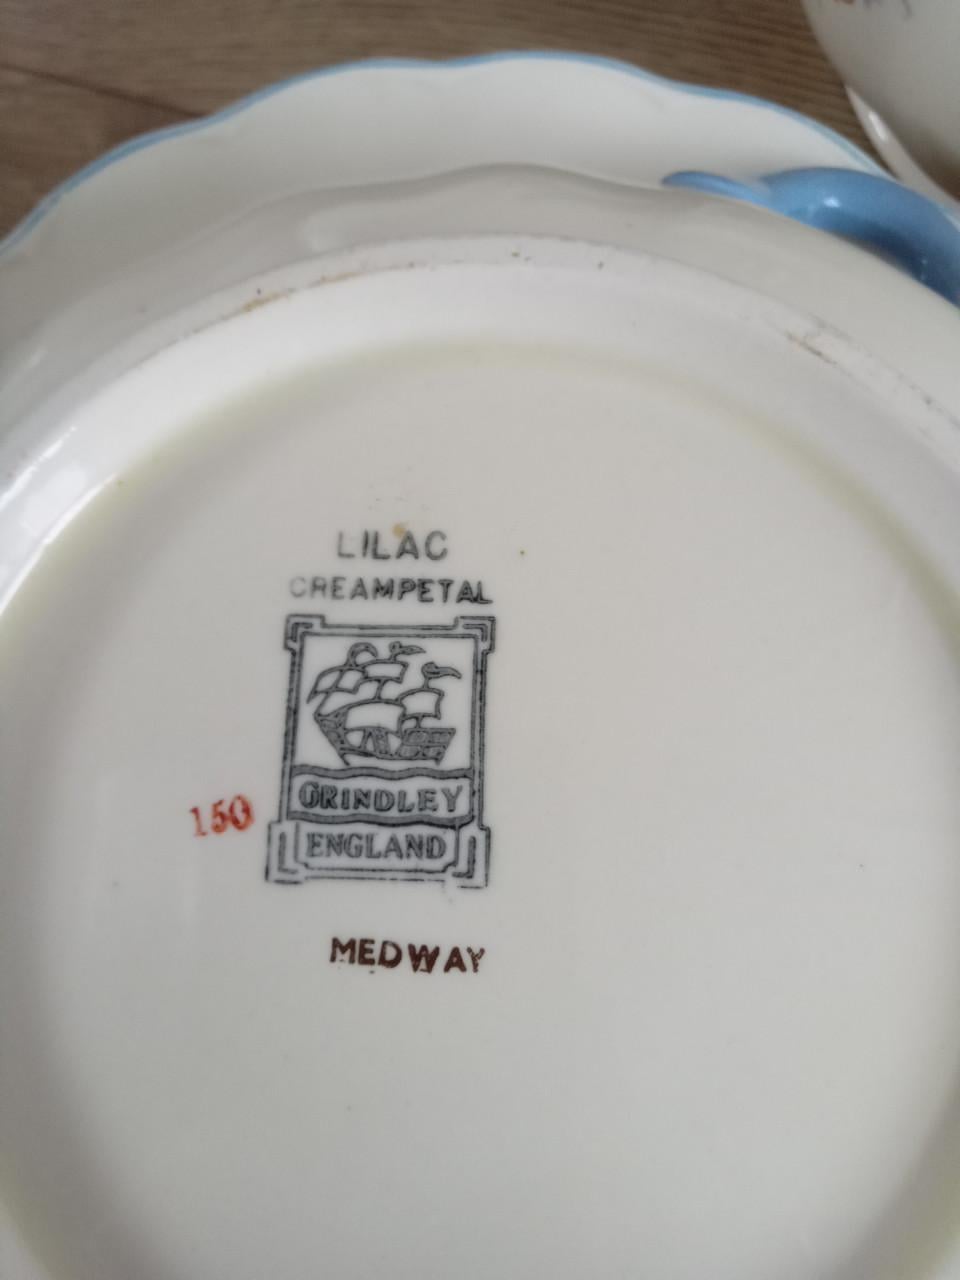 LILAC
CREAMPETAL
GRINDLEY
ENGLAND
150
MEDWAY